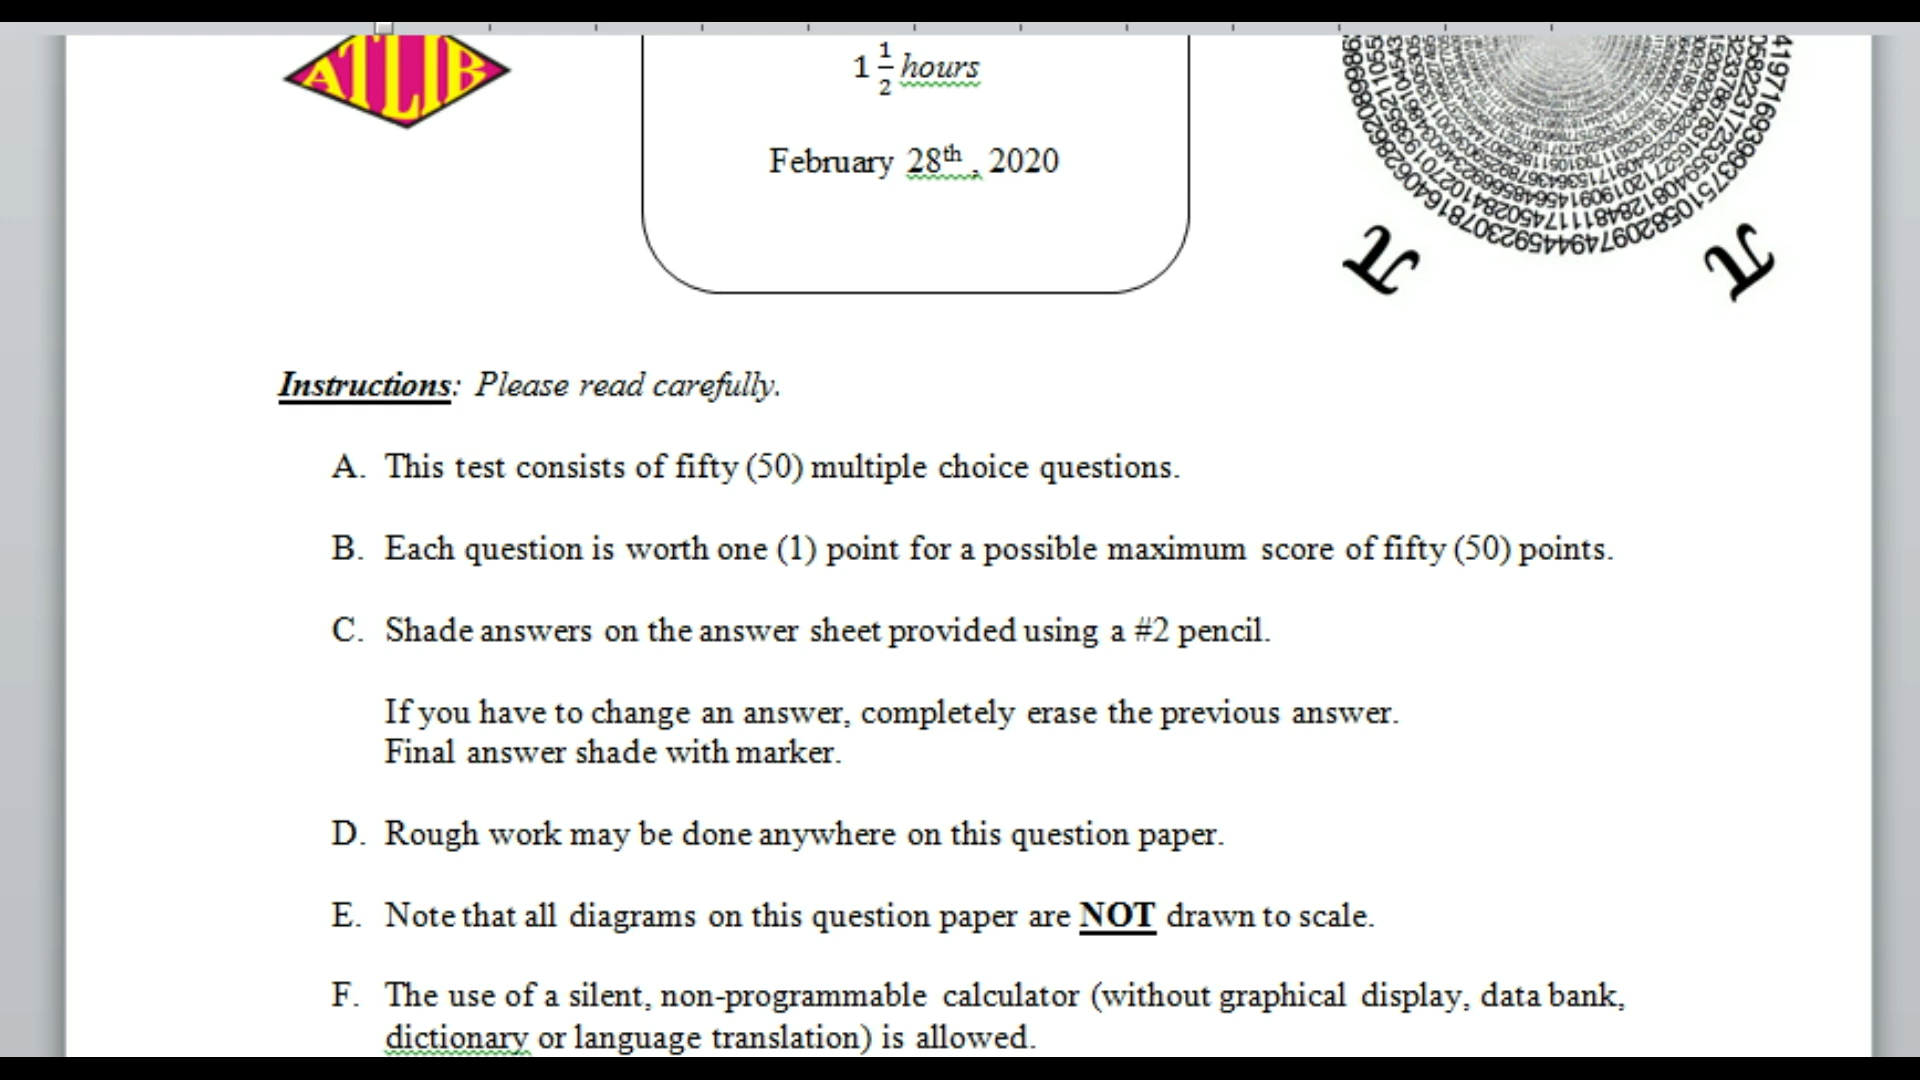 ATLIB
1 1/2 hours
February 28th , 2020
π π
Instructions: Please read carefully.
A. This test consists of fifty (50) multiple choice questions.
B. Each question is worth one (1) point for a possible maximum score of fifty (50) points.
C. Shade answers on the answer sheet provided using a #2 pencil.
If you have to change an answer, completely erase the previous answer.
Final answer shade with marker.
D. Rough work may be done anywhere on this question paper.
E. Note that all diagrams on this question paper are NOT drawn to scale.
F. The use of a silent, non-programmable calculator (without graphical display, data bank,
dictionary or language translation) is allowed.